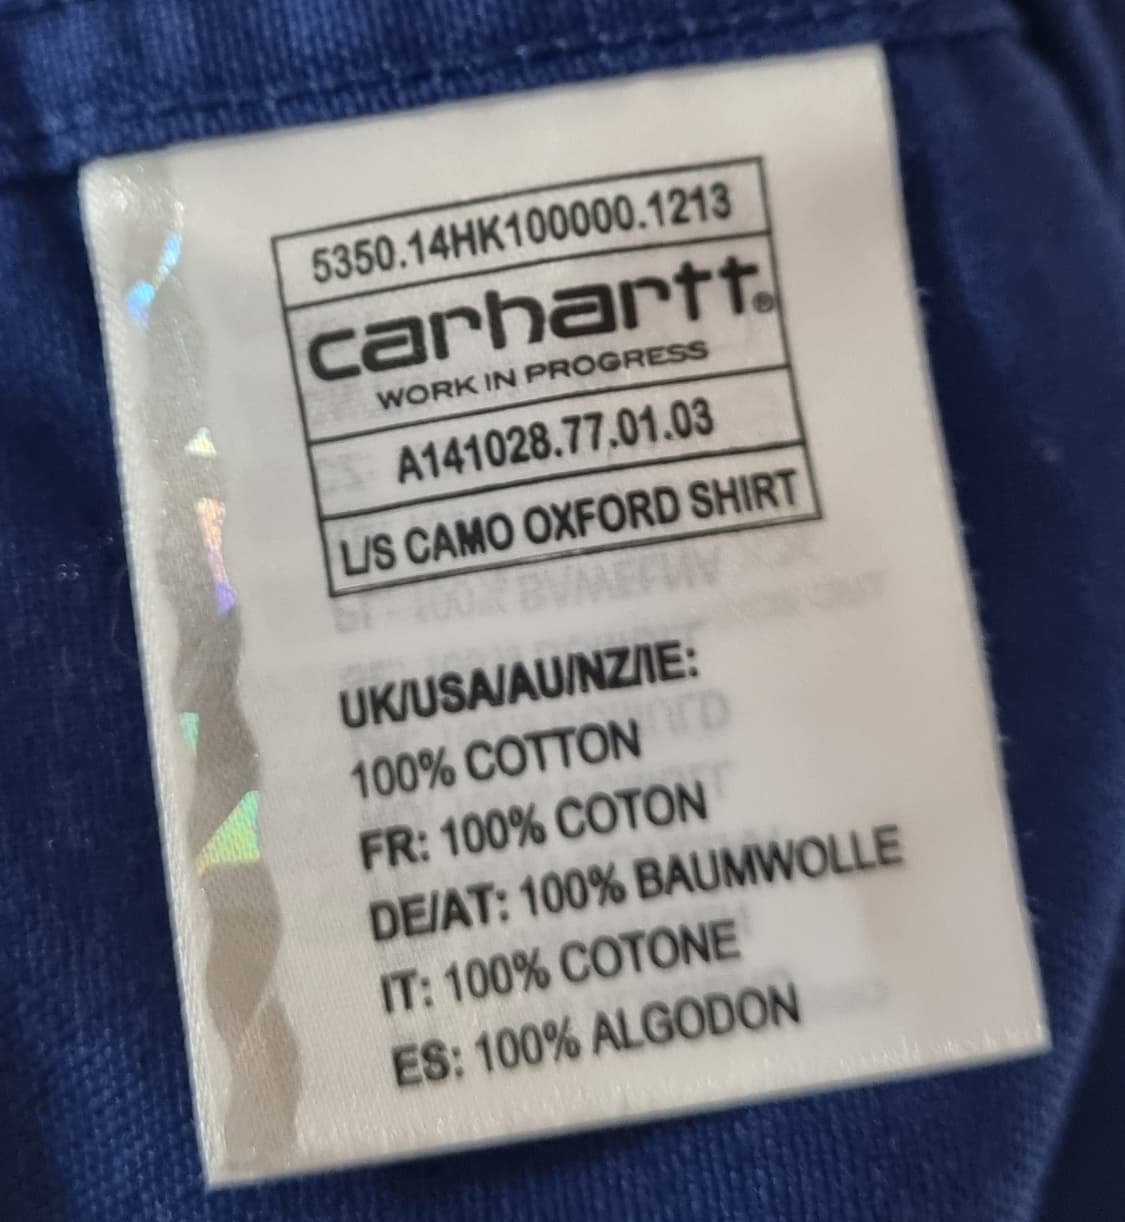 5350.14HK100000.1213
carhartt®
WORK IN PROGRESS
A141028.77.01.03
L/S CAMO OXFORD SHIRT
UK/USA/AU/NZ/IE:
100% COTTON
FR: 100% COTON
DE/AT: 100% BAUMWOLLE
IT: 100% COTONE
ES: 100% ALGODON